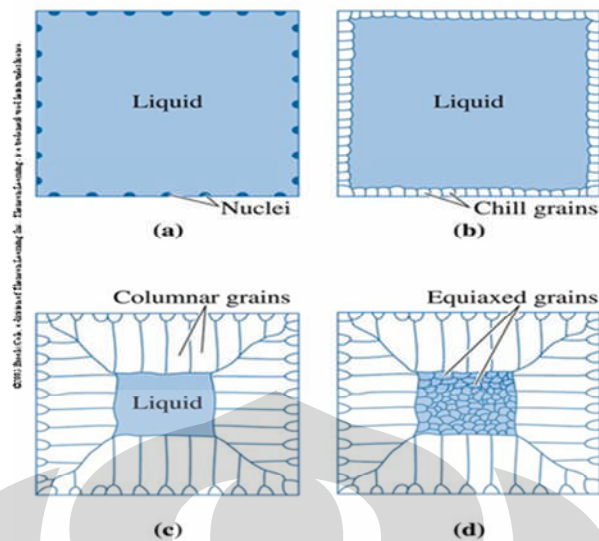 Liquid
Nuclei
(a)
Liquid
Chill grains
(b)
Columnar grains
Liquid
(c)
Equiaxed grains
(d)